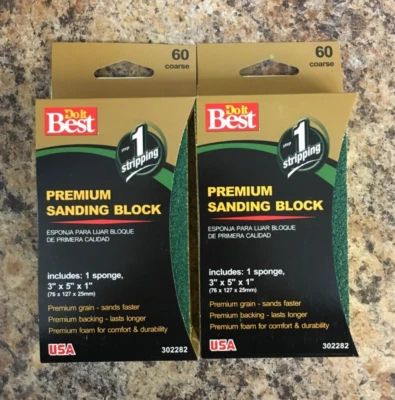 60
coarse
Do it
Best
step
1
stripping
PREMIUM
SANDING BLOCK
ESPONJA PARA LIJAR BLOQUE
DE PRIMERA CALIDAD
includes: 1 sponge,
3" x 5" x 1"
(76 x 127 x 25mm)
Premium grain - sands faster
Premium backing - lasts longer
Premium foam for comfort & durability
USA
302282
60
coarse
Do it
Best
step
1
stripping
PREMIUM
SANDING BLOCK
ESPONJA PARA LIJAR BLOQUE
DE PRIMERA CALIDAD
includes: 1 sponge,
3" x 5" x 1"
(76 x 127 x 25mm)
Premium grain - sands faster
Premium backing - lasts longer
Premium foam for comfort & durability
USA
302282